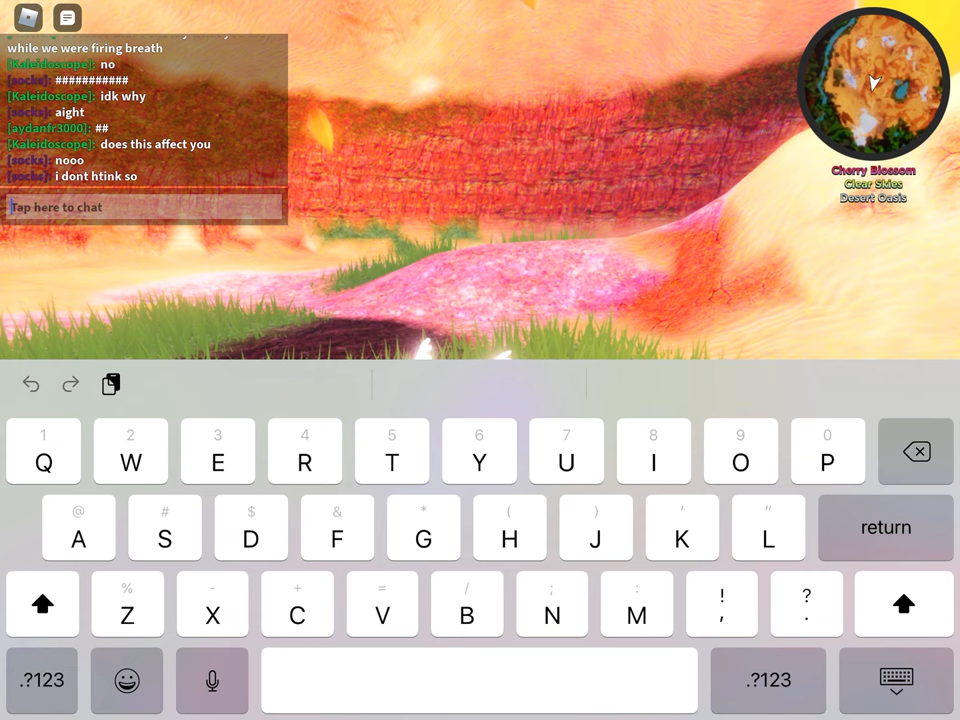 while we were firing breath
[Kaleidoscope]: no
[socks]: ###########
[Kaleidoscope]: idk why
[socks]: aight
[aydanfr3000]: ##
[Kaleidoscope]: does this affect you
[socks]: nooo
[socks]: i dont htink so
Tap here to chat
Cherry Blossom
Clear Skies
Desert Oasis
1 2 3 4 5 6 7 8 9 0
Q W E R T Y U I O P
@ # $ & * ( ) ' "
A S D F G H J K L return
% - + = / ; : ! ?
Z X C V B N M , .
.?123 .?123